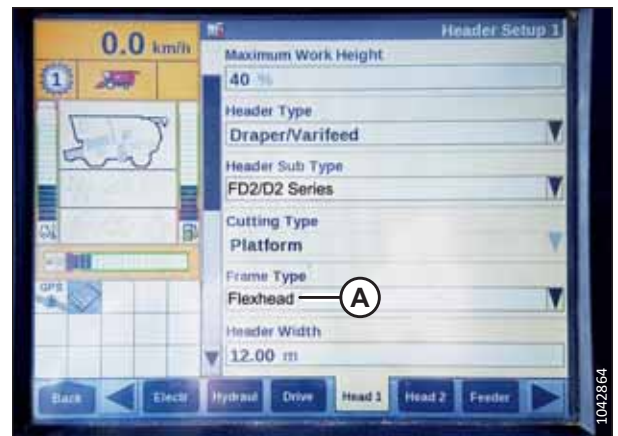 0.0 km/h
Header Setup 1
Maximum Work Height
40 %
1
Header Type
Draper/Varifeed
Header Sub Type
FD2/D2 Series
Cutting Type
Platform
Frame Type
Flexhead
A
GPS
Header Width
12.00 m
Back
Electr
Hydraul
Drive
Head 1
Head 2
Feeder
1042864